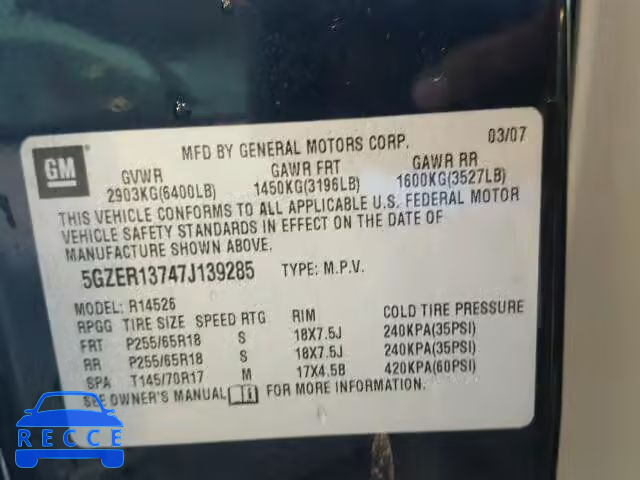 GM
MFD BY GENERAL MOTORS CORP. 03/07
GVWR GAWR FRT GAWR RR
2903KG(6400LB) 1450KG(3196LB) 1600KG(3527LB)
THIS VEHICLE CONFORMS TO ALL APPLICABLE U.S. FEDERAL MOTOR
VEHICLE SAFETY STANDARDS IN EFFECT ON THE DATE OF
MANUFACTURE SHOWN ABOVE.
5GZER13747J139285 TYPE: M.P.V.
MODEL: R14526
RPGG TIRE SIZE SPEED RTG RIM COLD TIRE PRESSURE
FRT P255/65R18 S 18X7.5J 240KPA(35PSI)
RR P255/65R18 S 18X7.5J 240KPA(35PSI)
SPA T145/70R17 M 17X4.5B 420KPA(60PSI)
SEE OWNER'S MANUAL FOR MORE INFORMATION.
RECCE